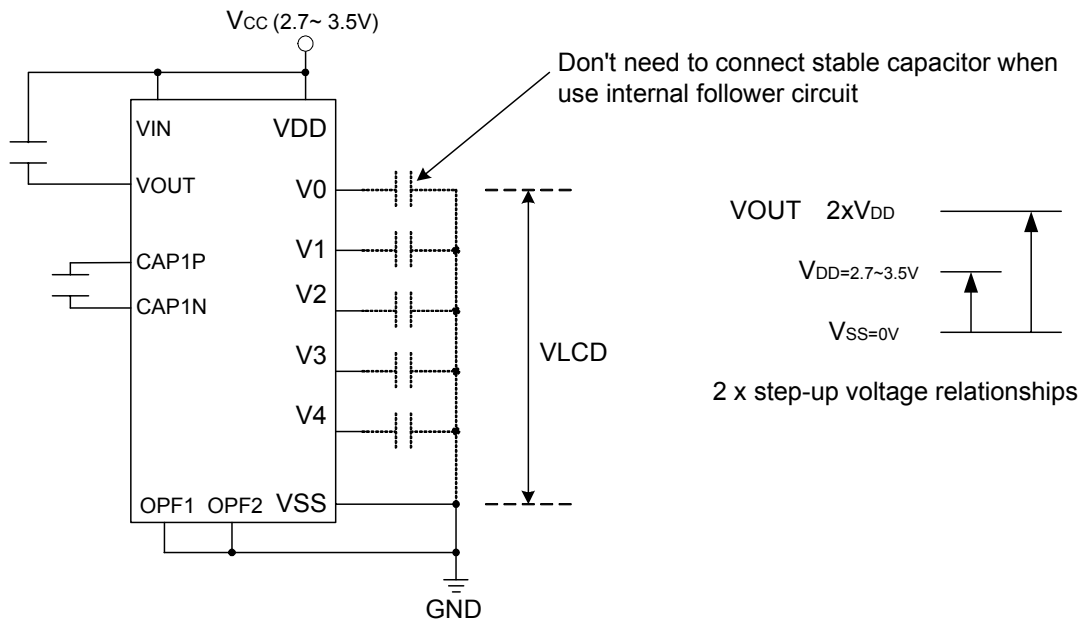 VCC (2.7~ 3.5V)
Don't need to connect stable capacitor when
use internal follower circuit
VIN
VDD
VOUT
V0
V1
CAP1P
V2
CAP1N
V3
V4
OPF1 OPF2 VSS
GND
VLCD
VOUT 2xVDD
VDD=2.7~3.5V
VSS=0V
2 x step-up voltage relationships